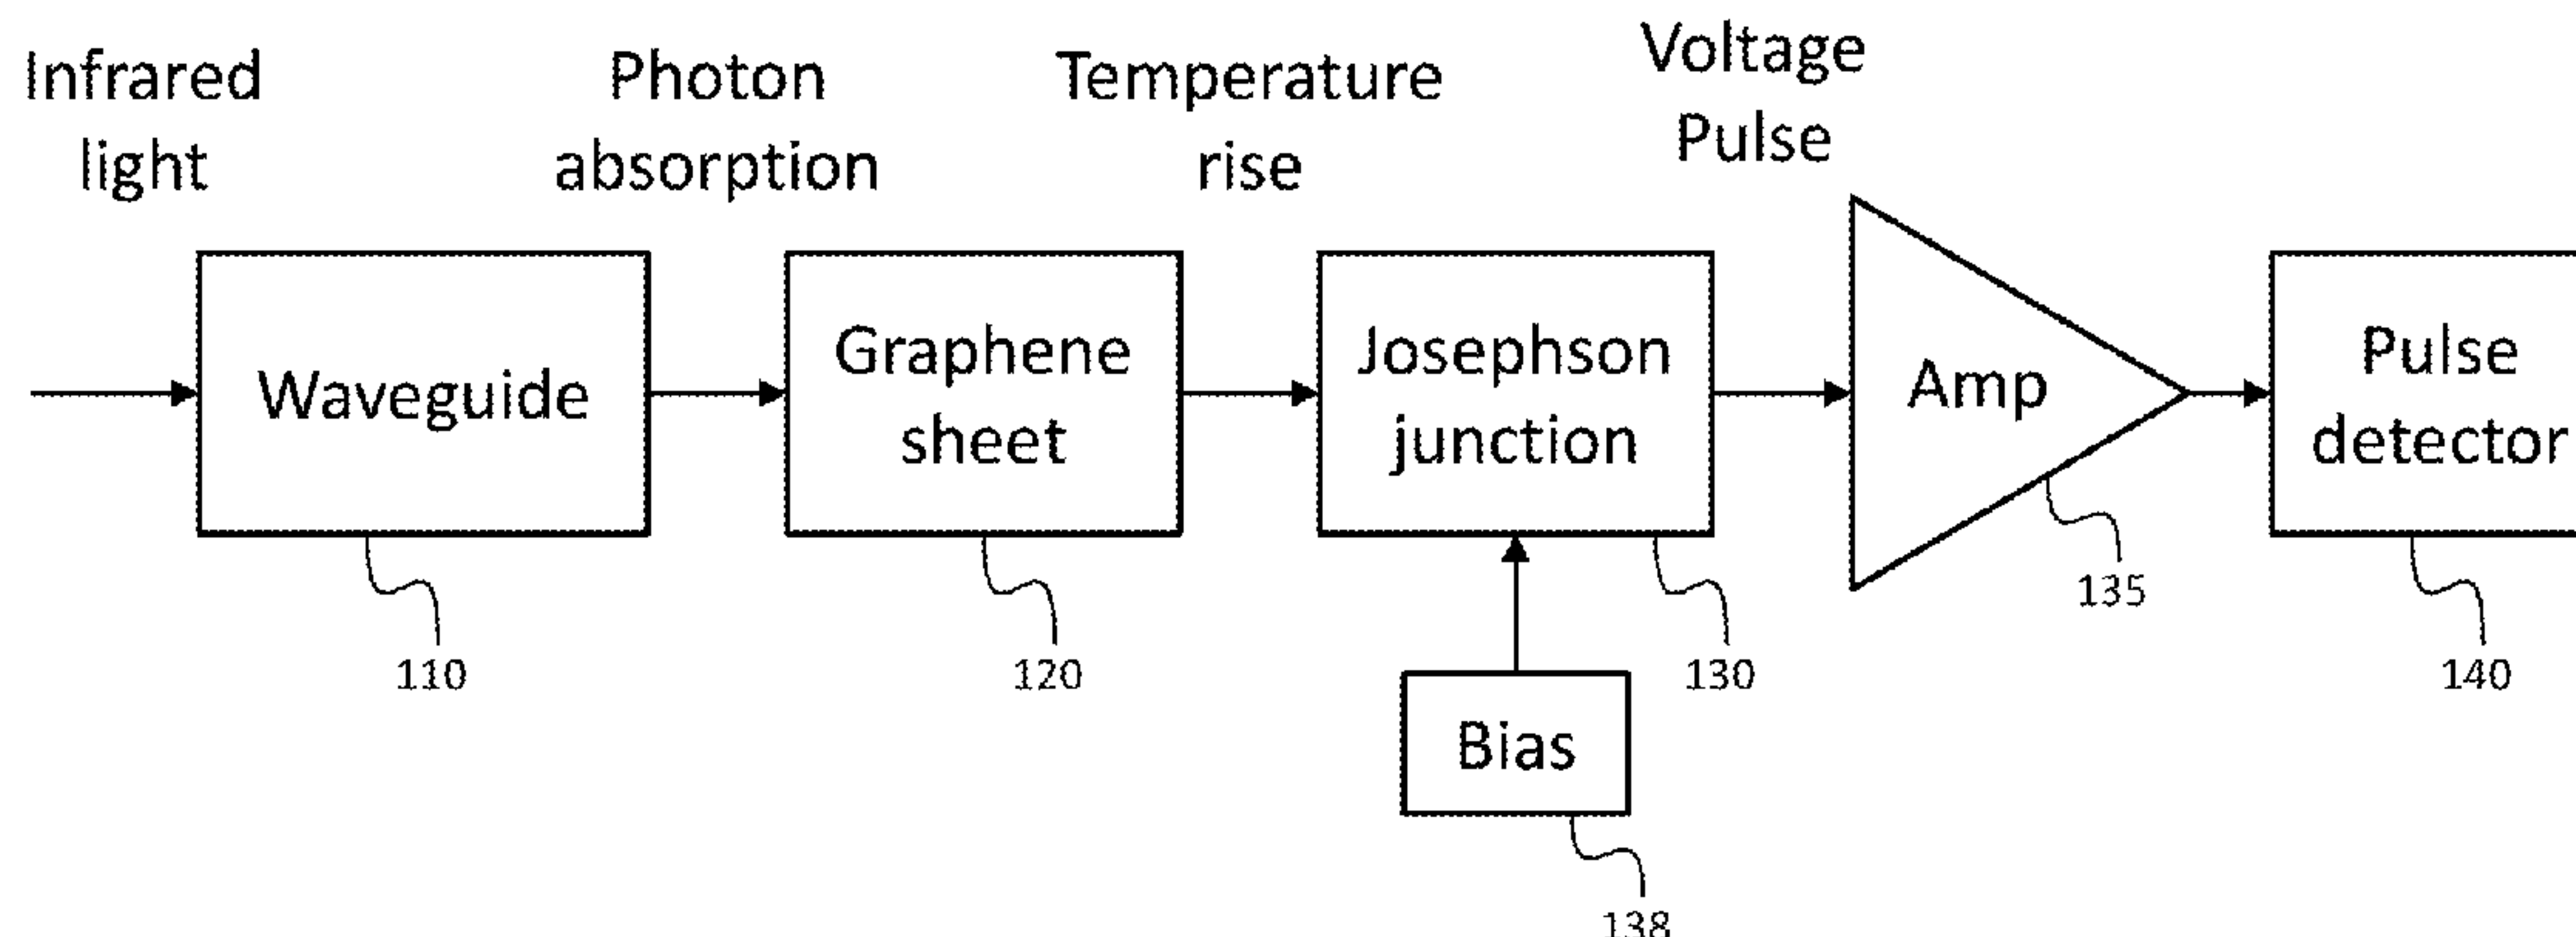 Infrared
light
Photon
absorption
Temperature
rise
Voltage
Pulse
Waveguide
Graphene
sheet
Josephson
junction
Amp
Pulse
detector
110
120
130
135
140
Bias
138